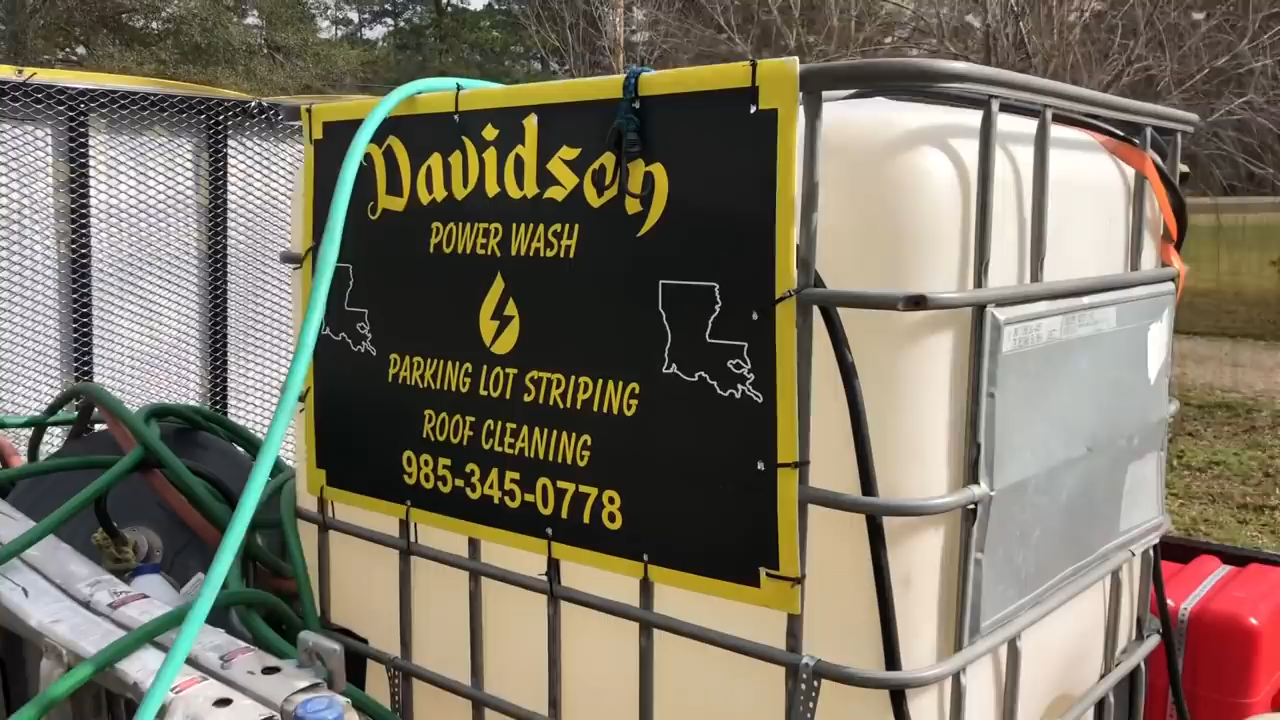 Davidson
POWER WASH
PARKING LOT STRIPING
ROOF CLEANING
985-345-0778